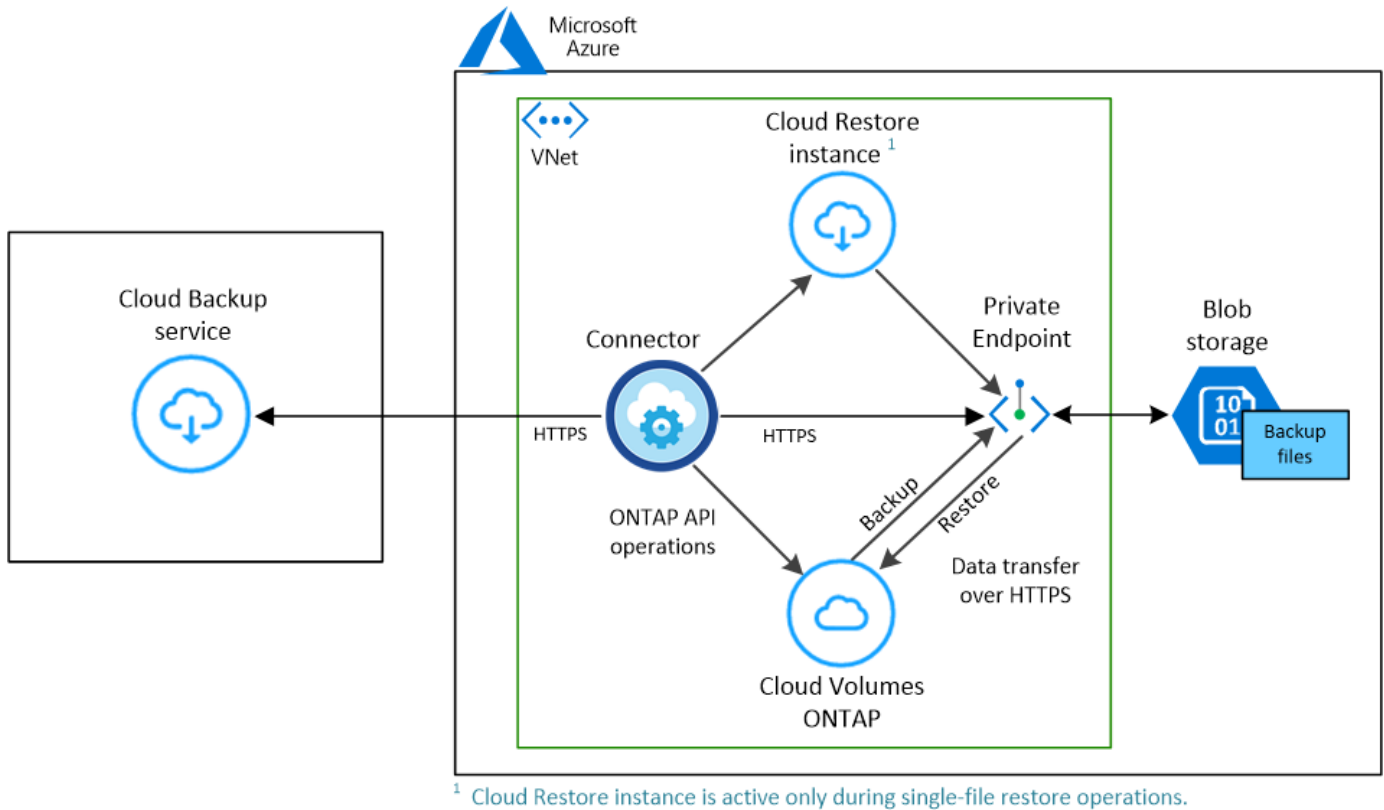 Microsoft
Azure
VNet
Cloud Restore
instance 1
Cloud Backup
service
Connector
Private
Endpoint
Blob
storage
10
01
Backup
files
HTTPS
HTTPS
Backup
Restore
ONTAP API
operations
Data transfer
over HTTPS
Cloud Volumes
ONTAP
1 Cloud Restore instance is active only during single-file restore operations.